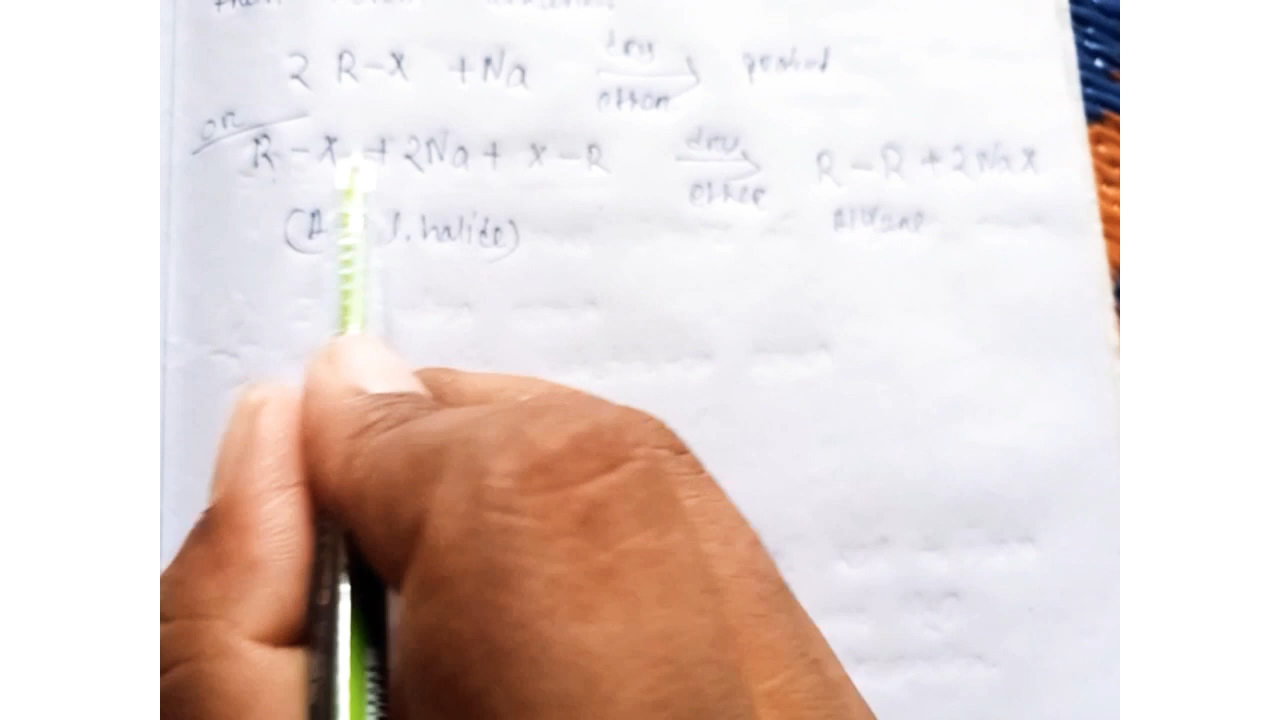 2 R-X + Na dry ether product
or
R-X + 2Na + X-R dry ether R-R + 2NaX
halide) alkane